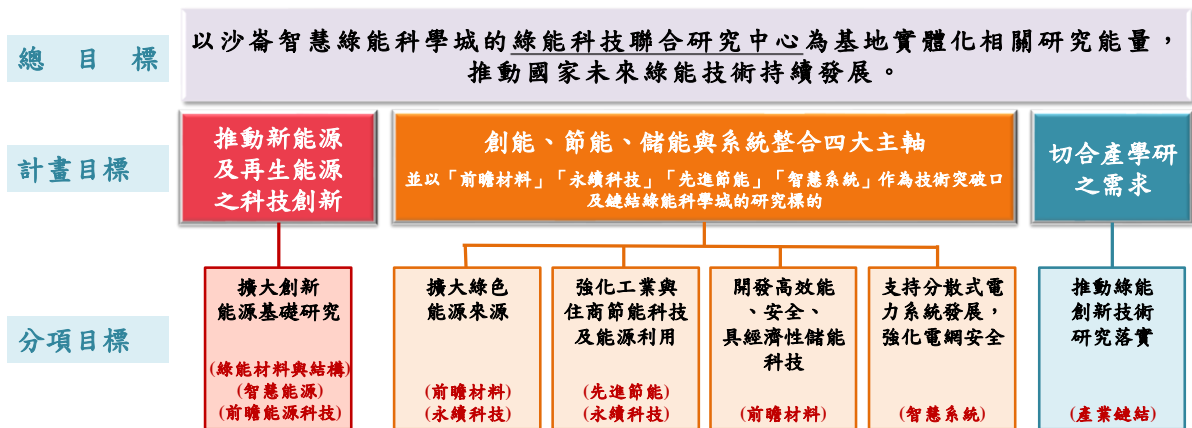 總目標
以沙崙智慧綠能科學城的綠能科技聯合研究中心為基地實體化相關研究能量，
推動國家未來綠能技術持續發展。
計畫目標
推動新能源
及再生能源
之科技創新
創能、節能、儲能與系統整合四大主軸
並以「前瞻材料」「永續科技」「先進節能」「智慧系統」作為技術突破口
及鏈結綠能科學城的研究標的
切合產學研
之需求
分項目標
擴大創新
能源基礎研究
(綠能材料與結構)
(智慧能源)
(前瞻能源科技)
擴大綠色
能源來源
(前瞻材料)
(永續科技)
強化工業與
住商節能科技
及能源利用
(先進節能)
(永續科技)
開發高效能
、安全、
具經濟性儲能
科技
(前瞻材料)
支持分散式電
力系統發展，
強化電網安全
(智慧系統)
推動綠能
創新技術
研究落實
(產業鏈結)